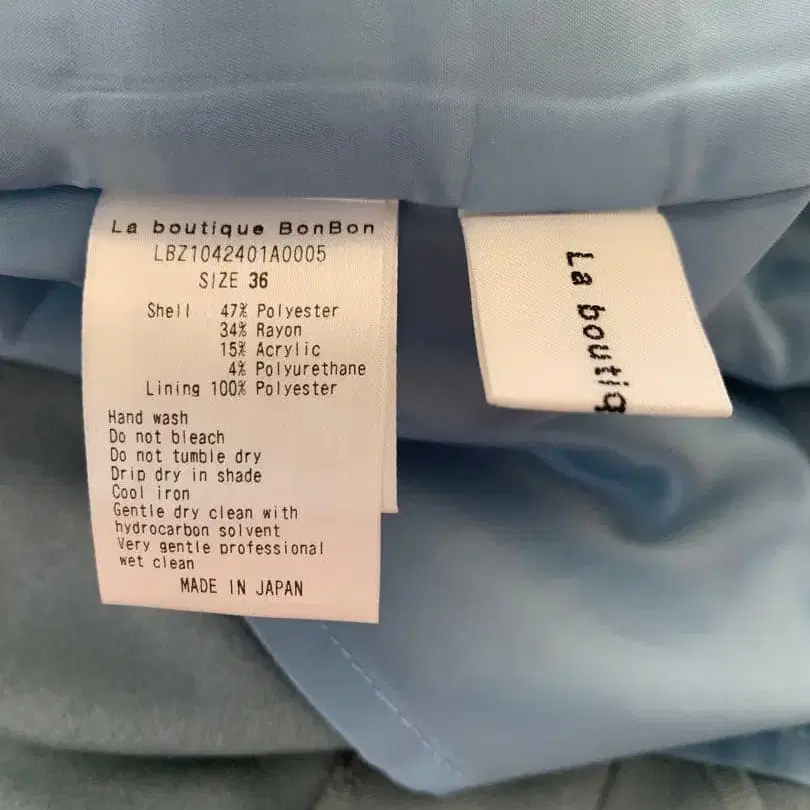 La boutique BonBon
LBZ1042401A0005
SIZE 36
Shell 47% Polyester
34% Rayon
15% Acrylic
4% Polyurethane
Lining 100% Polyester
Hand wash
Do not bleach
Do not tumble dry
Drip dry in shade
Cool iron
Gentle dry clean with
hydrocarbon solvent
Very gentle professional
wet clean
MADE IN JAPAN
La boutiq